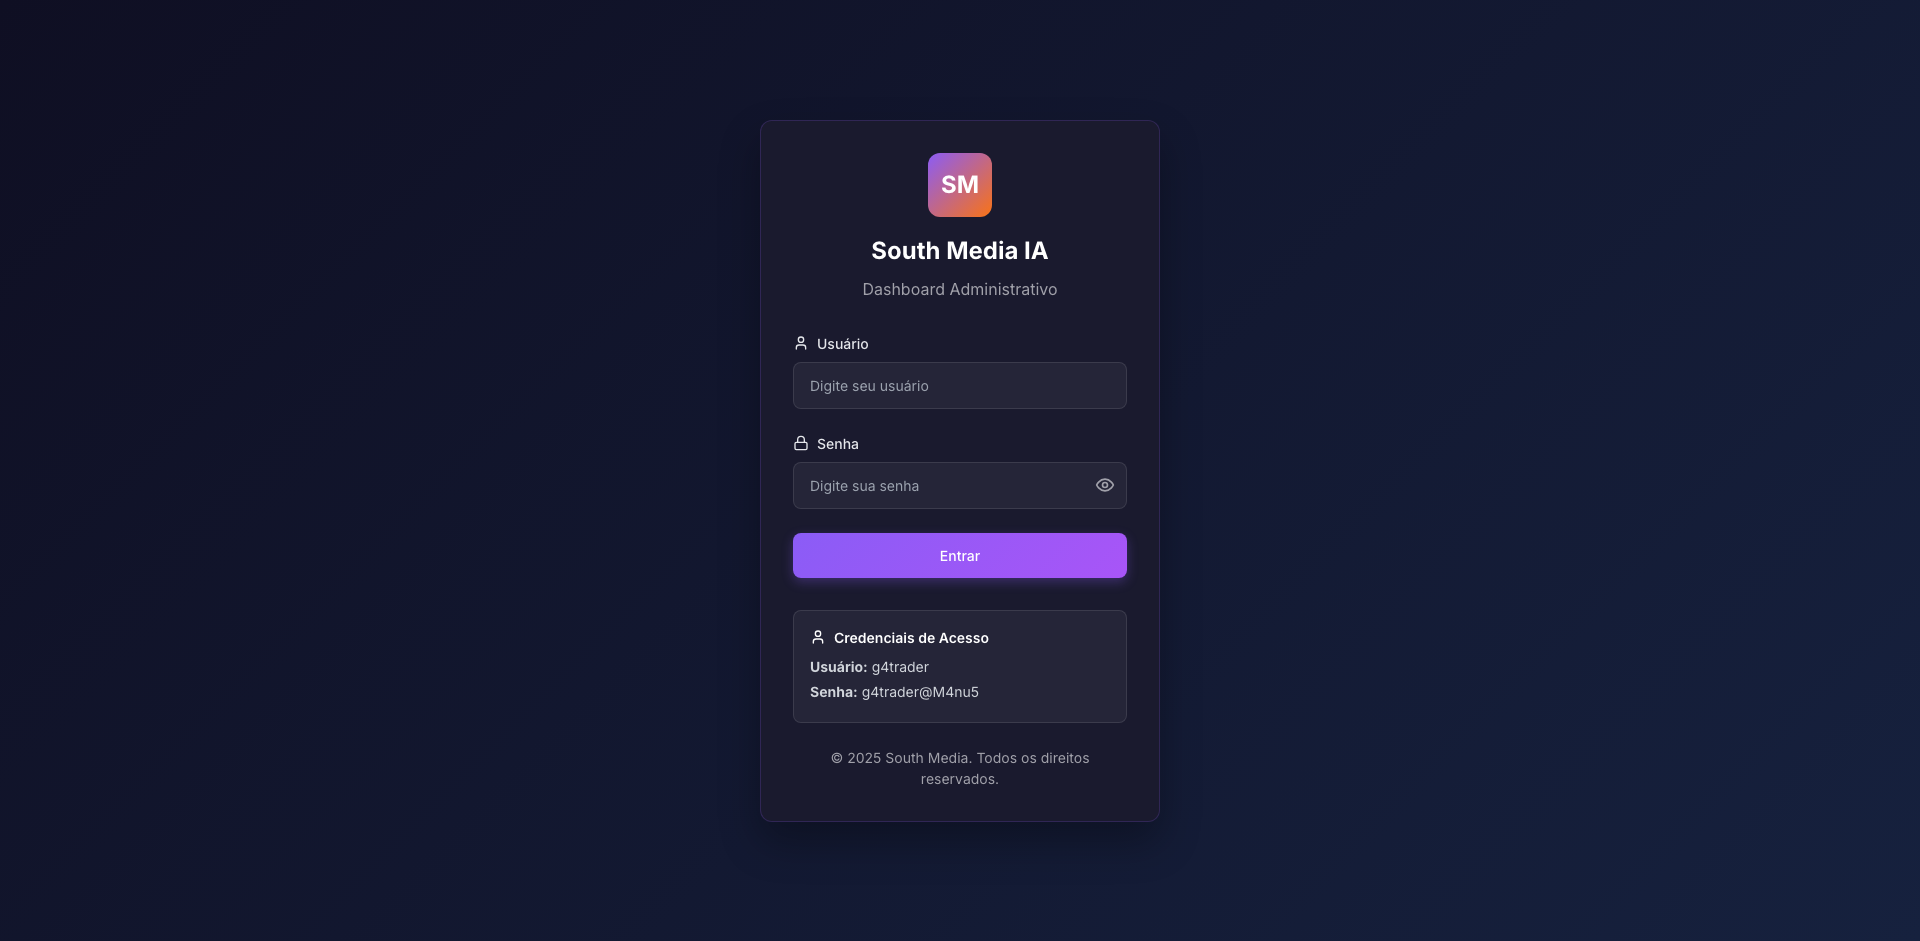 SM
South Media IA
Dashboard Administrativo
Usuário
Digite seu usuário
Senha
Digite sua senha
Entrar
Credenciais de Acesso
Usuário: g4trader
Senha: g4trader@M4nu5
© 2025 South Media. Todos os direitos
reservados.